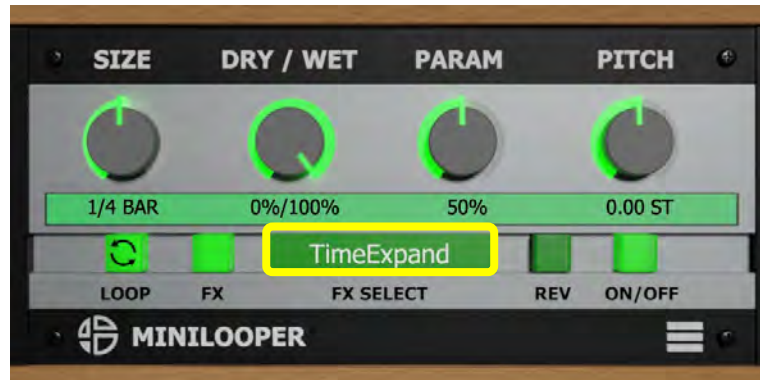 SIZE DRY / WET PARAM PITCH
1/4 BAR 0%/100% 50% 0.00 ST
TimeExpand
LOOP FX FX SELECT REV ON/OFF
MINILOOPER